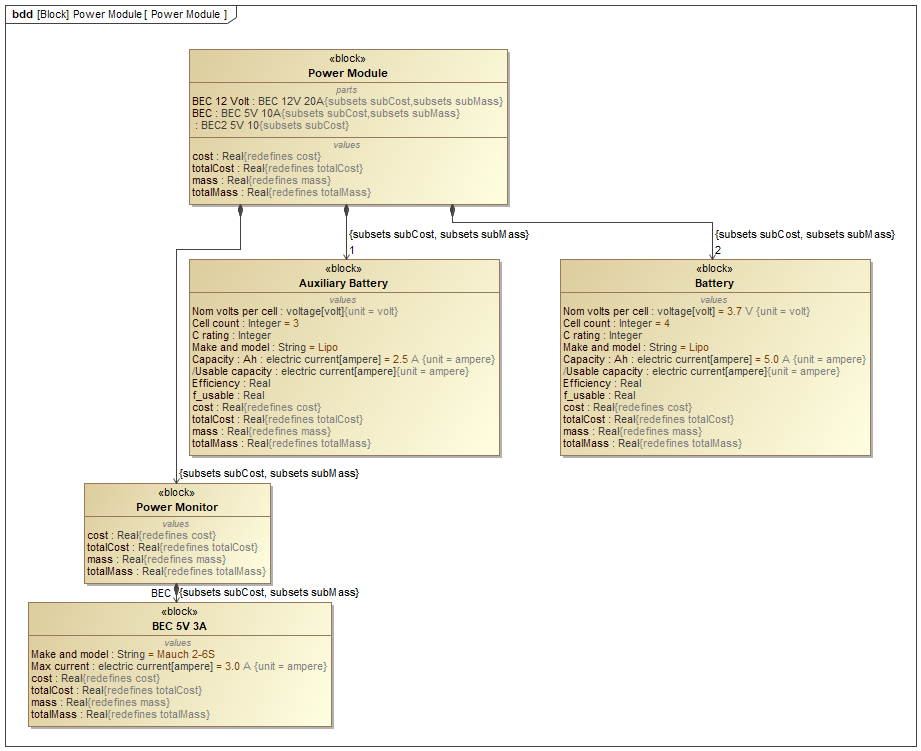 bdd [Block] Power Module [ Power Module ]
«block»
Power Module
parts
BEC 12 Volt : BEC 12V 20A{subsets subCost,subsets subMass}
BEC : BEC 5V 10A{subsets subCost,subsets subMass}
: BEC2 5V 10{subsets subCost}
values
cost : Real{redefines cost}
totalCost : Real{redefines totalCost}
mass : Real{redefines mass}
totalMass : Real{redefines totalMass}
{subsets subCost, subsets subMass}
1
{subsets subCost, subsets subMass}
2
«block»
Auxiliary Battery
values
Nom volts per cell : voltage[volt]{unit = volt}
Cell count : Integer = 3
C rating : Integer
Make and model : String = Lipo
Capacity : Ah : electric current[ampere] = 2.5 A {unit = ampere}
/Usable capacity : electric current[ampere]{unit = ampere}
Efficiency : Real
f_usable : Real
cost : Real{redefines cost}
totalCost : Real{redefines totalCost}
mass : Real{redefines mass}
totalMass : Real{redefines totalMass}
«block»
Battery
values
Nom volts per cell : voltage[volt] = 3.7 V {unit = volt}
Cell count : Integer = 4
C rating : Integer
Make and model : String = Lipo
Capacity : Ah : electric current[ampere] = 5.0 A {unit = ampere}
/Usable capacity : electric current[ampere]{unit = ampere}
Efficiency : Real
f_usable : Real
cost : Real{redefines cost}
totalCost : Real{redefines totalCost}
mass : Real{redefines mass}
totalMass : Real{redefines totalMass}
{subsets subCost, subsets subMass}
«block»
Power Monitor
values
cost : Real{redefines cost}
totalCost : Real{redefines totalCost}
mass : Real{redefines mass}
totalMass : Real{redefines totalMass}
BEC {subsets subCost, subsets subMass}
«block»
BEC 5V 3A
values
Make and model : String = Mauch 2-6S
Max current : electric current[ampere] = 3.0 A {unit = ampere}
cost : Real{redefines cost}
totalCost : Real{redefines totalCost}
mass : Real{redefines mass}
totalMass : Real{redefines totalMass}